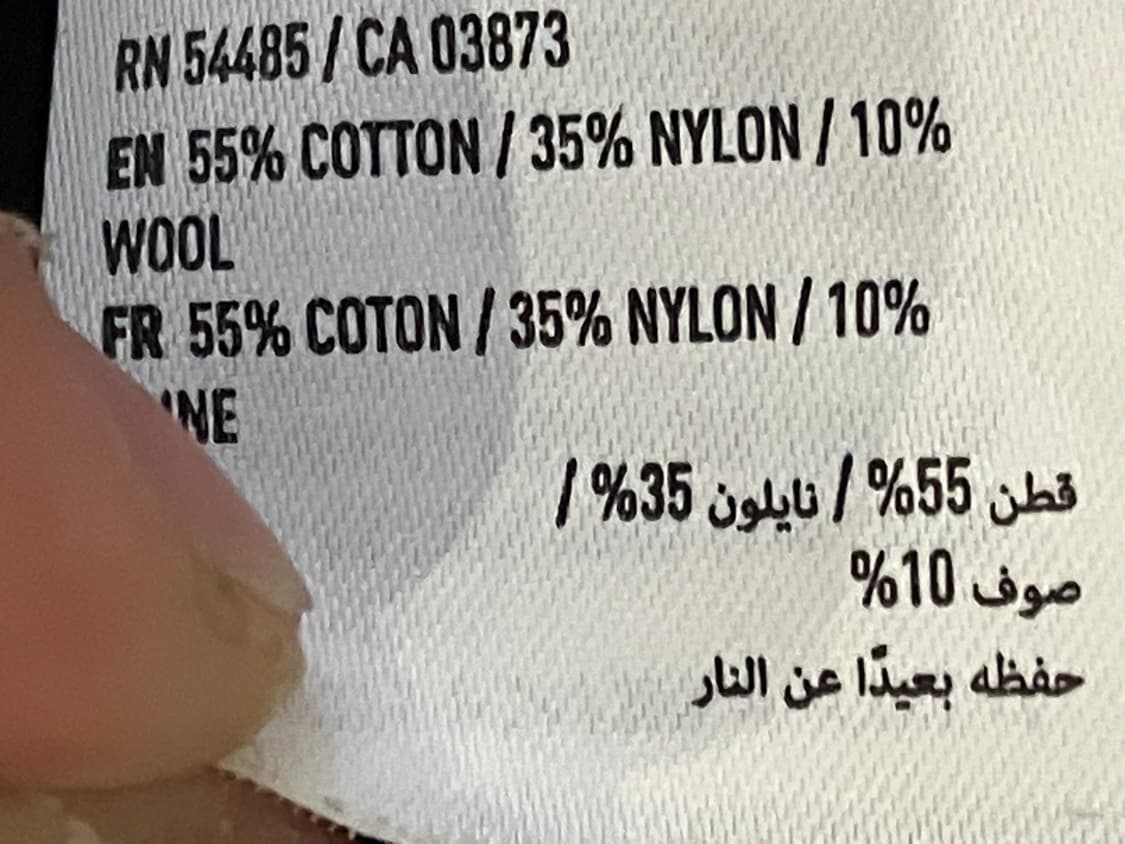 RN 54485 / CA 03873
EN 55% COTTON / 35% NYLON / 10%
WOOL
FR 55% COTON / 35% NYLON / 10%
قطن 55% / نايلون 35% /
صوف 10%
حفظه بعيدًا عن النار